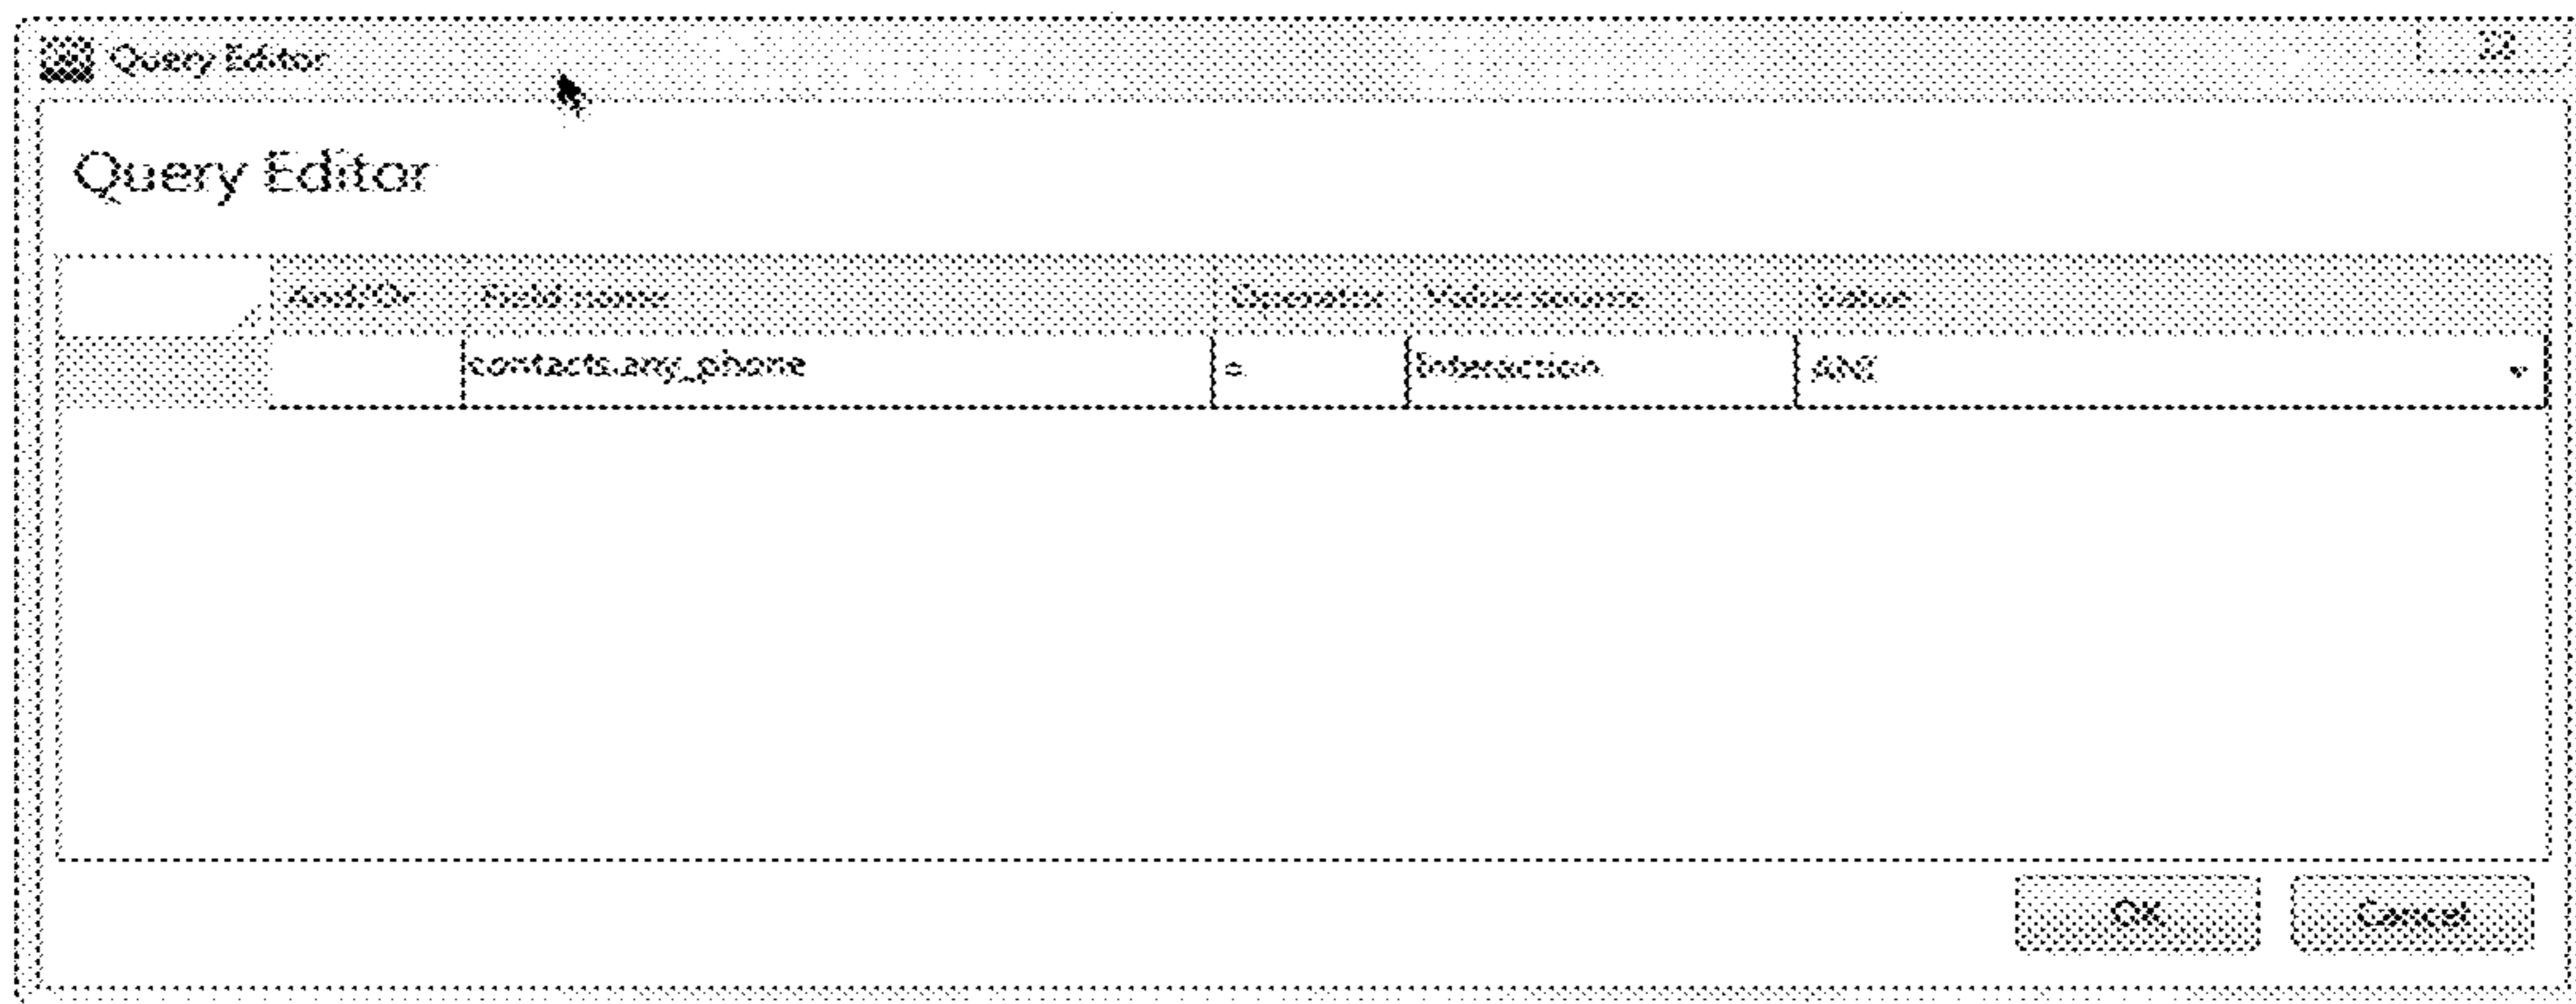 Query Editor
Query Editor
And/Or Field name Operator Value source Value
contacts.any_phone = Interaction ANI
OK Cancel